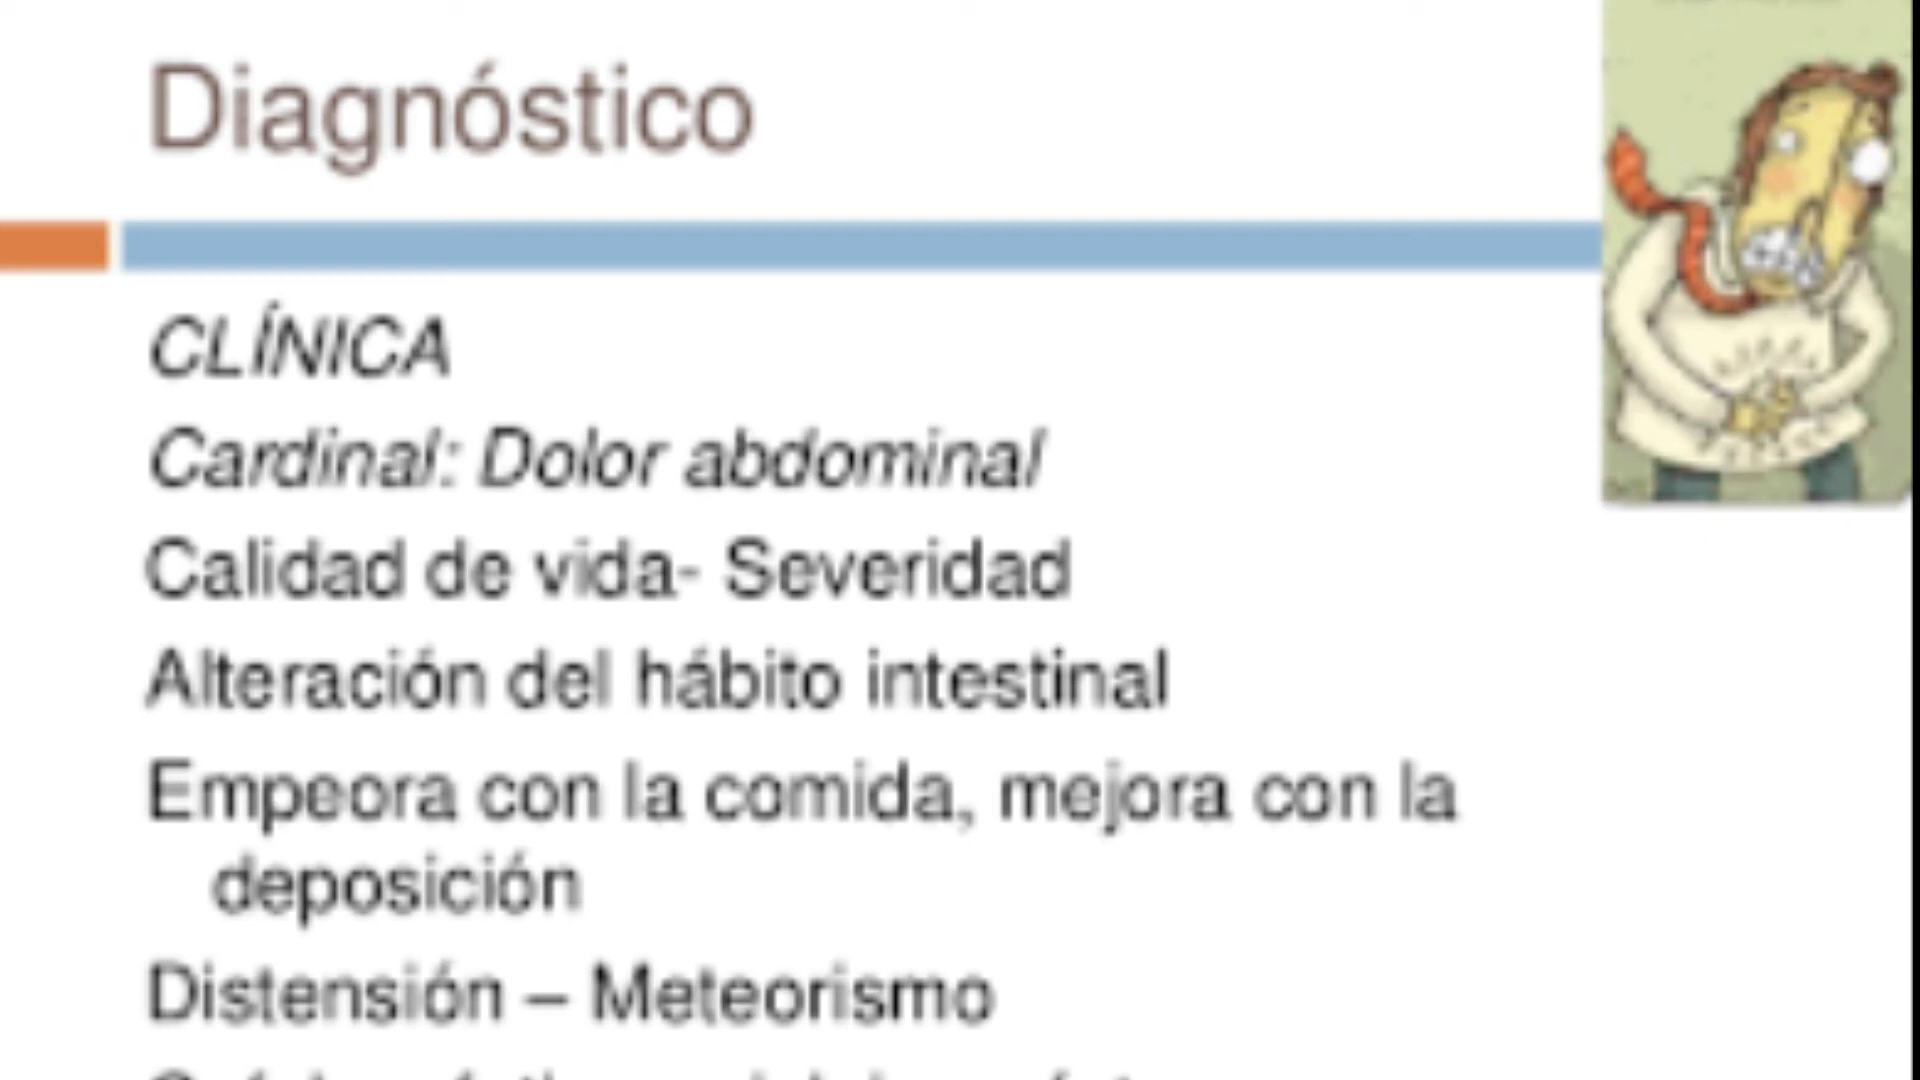 Diagnóstico
CLÍNICA
Cardinal: Dolor abdominal
Calidad de vida- Severidad
Alteración del hábito intestinal
Empeora con la comida, mejora con la
deposición
Distensión – Meteorismo